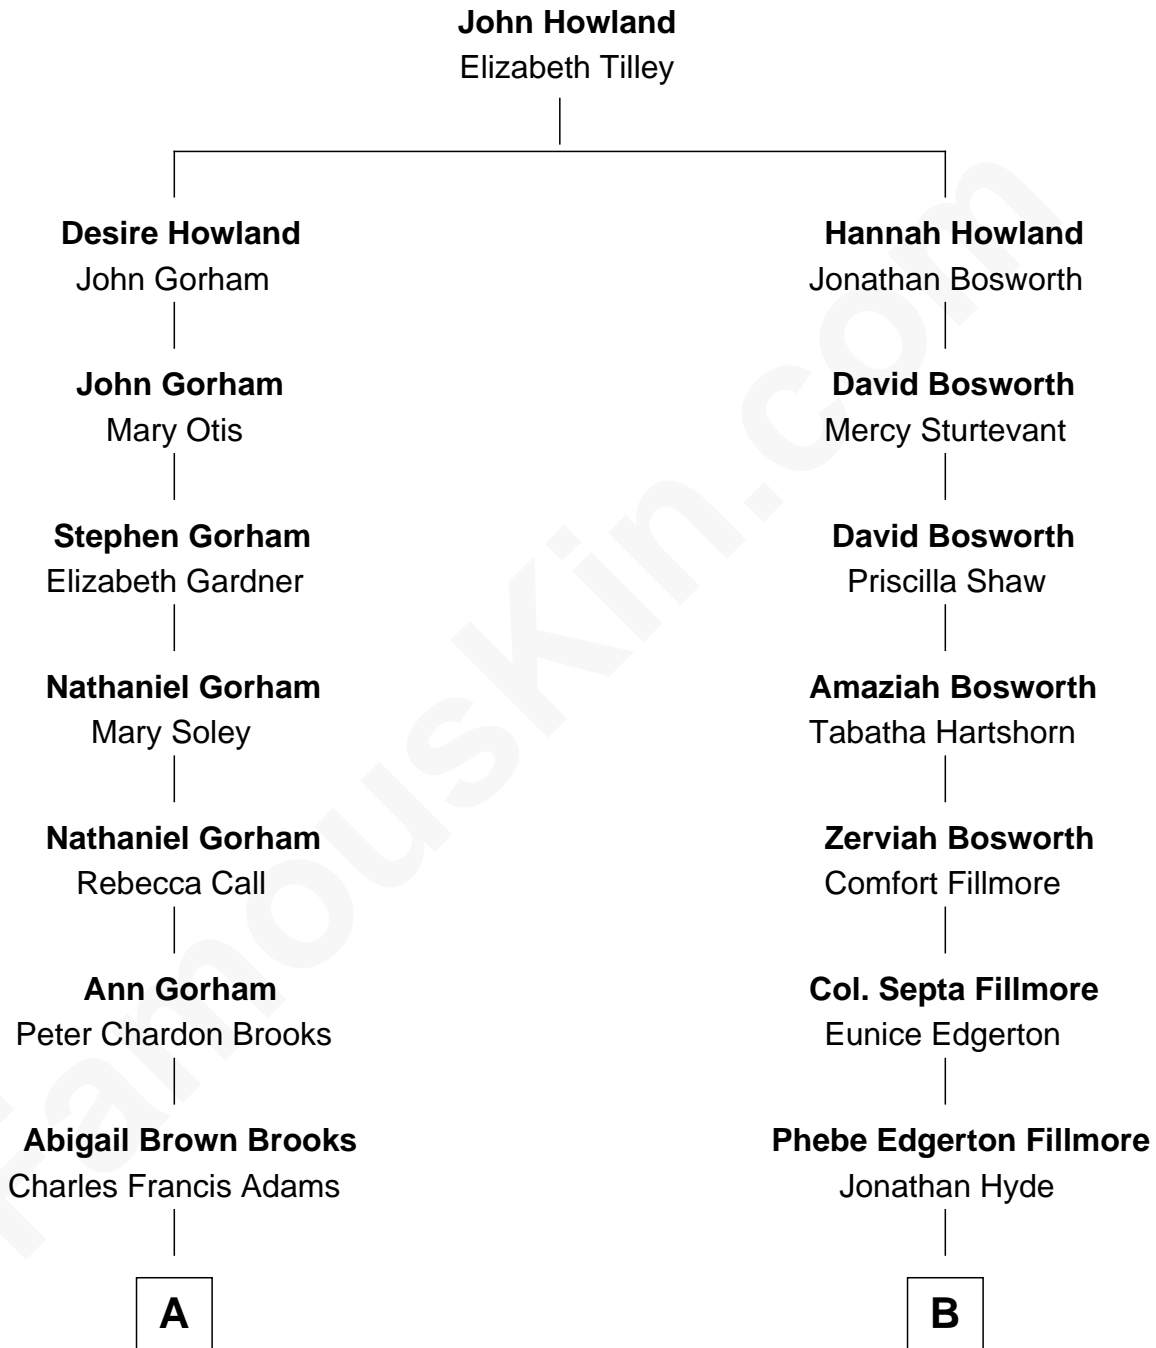 John Howland
Elizabeth Tilley
Desire Howland
John Gorham
John Gorham
Mary Otis
Stephen Gorham
Elizabeth Gardner
Nathaniel Gorham
Mary Soley
Nathaniel Gorham
Rebecca Call
Ann Gorham
Peter Chardon Brooks
Abigail Brown Brooks
Charles Francis Adams
A
Hannah Howland
Jonathan Bosworth
David Bosworth
Mercy Sturtevant
David Bosworth
Priscilla Shaw
Amaziah Bosworth
Tabatha Hartshorn
Zerviah Bosworth
Comfort Fillmore
Col. Septa Fillmore
Eunice Edgerton
Phebe Edgerton Fillmore
Jonathan Hyde
B
FamousKin.com